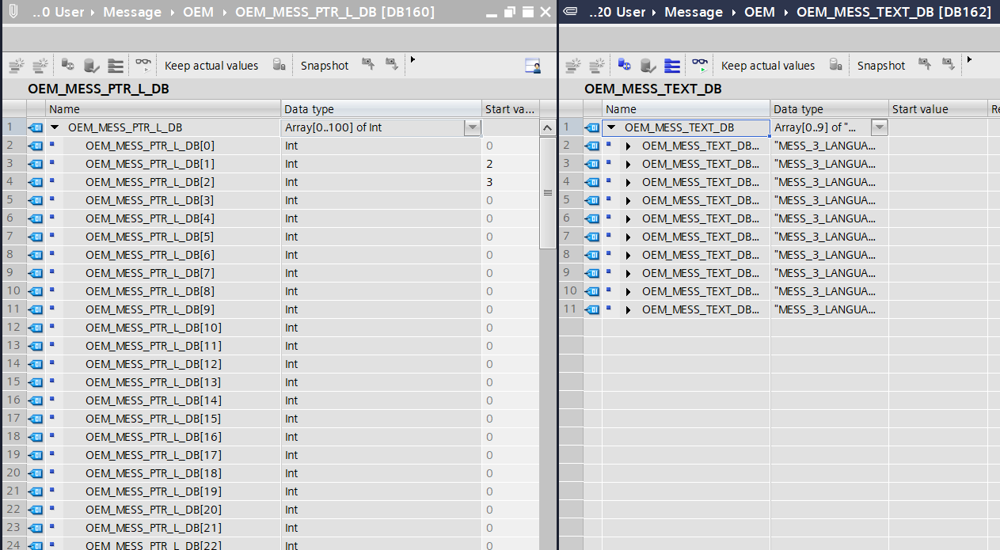 ..0 User › Message › OEM › OEM_MESS_PTR_L_DB [DB160]
Keep actual values Snapshot
OEM_MESS_PTR_L_DB
Name Data type Start va...
1 OEM_MESS_PTR_L_DB Array[0..100] of Int
2 OEM_MESS_PTR_L_DB[0] Int 0
3 OEM_MESS_PTR_L_DB[1] Int 2
4 OEM_MESS_PTR_L_DB[2] Int 3
5 OEM_MESS_PTR_L_DB[3] Int 0
6 OEM_MESS_PTR_L_DB[4] Int 0
7 OEM_MESS_PTR_L_DB[5] Int 0
8 OEM_MESS_PTR_L_DB[6] Int 0
9 OEM_MESS_PTR_L_DB[7] Int 0
10 OEM_MESS_PTR_L_DB[8] Int 0
11 OEM_MESS_PTR_L_DB[9] Int 0
12 OEM_MESS_PTR_L_DB[10] Int 0
13 OEM_MESS_PTR_L_DB[11] Int 0
14 OEM_MESS_PTR_L_DB[12] Int 0
15 OEM_MESS_PTR_L_DB[13] Int 0
16 OEM_MESS_PTR_L_DB[14] Int 0
17 OEM_MESS_PTR_L_DB[15] Int 0
18 OEM_MESS_PTR_L_DB[16] Int 0
19 OEM_MESS_PTR_L_DB[17] Int 0
20 OEM_MESS_PTR_L_DB[18] Int 0
21 OEM_MESS_PTR_L_DB[19] Int 0
22 OEM_MESS_PTR_L_DB[20] Int 0
23 OEM_MESS_PTR_L_DB[21] Int 0
24 OEM_MESS_PTR_L_DB[22] Int 0
..20 User › Message › OEM › OEM_MESS_TEXT_DB [DB162]
Keep actual values Snapshot
OEM_MESS_TEXT_DB
Name Data type Start value Re
1 OEM_MESS_TEXT_DB Array[0..9] of "...
2 OEM_MESS_TEXT_DB... "MESS_3_LANGUA...
3 OEM_MESS_TEXT_DB... "MESS_3_LANGUA...
4 OEM_MESS_TEXT_DB... "MESS_3_LANGUA...
5 OEM_MESS_TEXT_DB... "MESS_3_LANGUA...
6 OEM_MESS_TEXT_DB... "MESS_3_LANGUA...
7 OEM_MESS_TEXT_DB... "MESS_3_LANGUA...
8 OEM_MESS_TEXT_DB... "MESS_3_LANGUA...
9 OEM_MESS_TEXT_DB... "MESS_3_LANGUA...
10 OEM_MESS_TEXT_DB... "MESS_3_LANGUA...
11 OEM_MESS_TEXT_DB... "MESS_3_LANGUA...